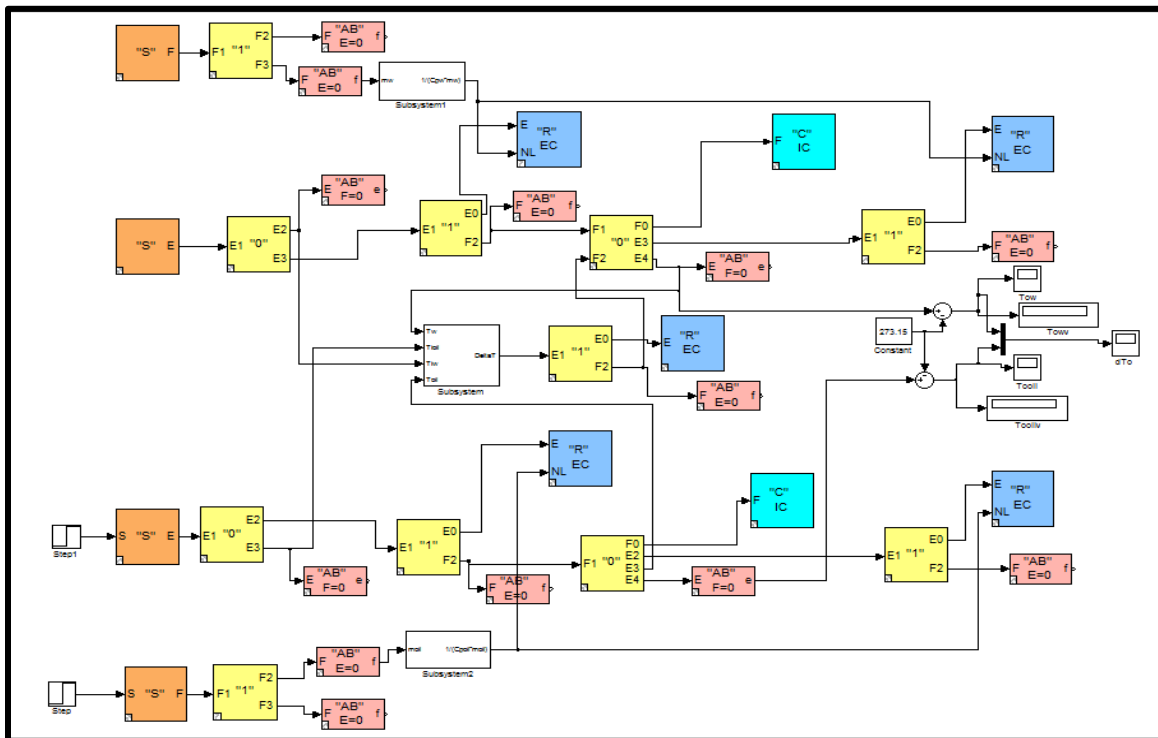 "S" F
F1 "1" F2 F3
F "AB" E=0 f
F "AB" E=0 f
mw 1/(Cpw*mw)
Subsystem1
E NL "R" EC
F "C" IC
E NL "R" EC
E "AB" F=0 e
"S" E
E1 "0" E2 E3
E1 "1" E0 F2
F "AB" E=0 f
F1 F2 "0" F0 E3 E4
E "AB" F=0 e
E1 "1" E0 F2
F "AB" E=0 f
Tow
Towv
273.15
Constant
dTo
Tooil
Tooilv
Tw
Tioil
Tiw
Toil
DeltaT
Subsystem
E1 "1" E0 F2
E "R" EC
F "AB" E=0 f
Step1
S "S" E
E1 "0" E2 E3
E "AB" F=0 e
E1 "1" E0 F2
E NL "R" EC
F "AB" E=0 f
F1 "0" F0 E2 E3 E4
F "C" IC
E "AB" F=0 e
E1 "1" E0 F2
E NL "R" EC
F "AB" E=0 f
Step
S "S" F
F1 "1" F2 F3
F "AB" E=0 f
F "AB" E=0 f
moil 1/(Cpoil*moil)
Subsystem2